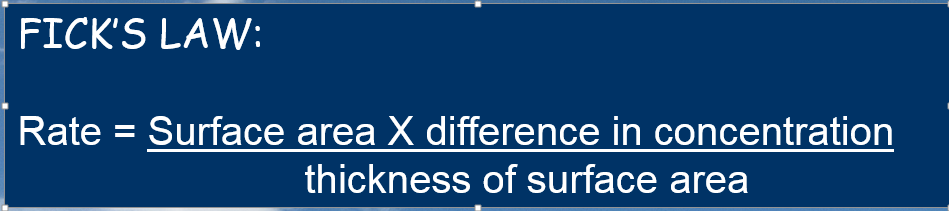 FICK'S LAW:
Rate = Surface area X difference in concentration
thickness of surface area